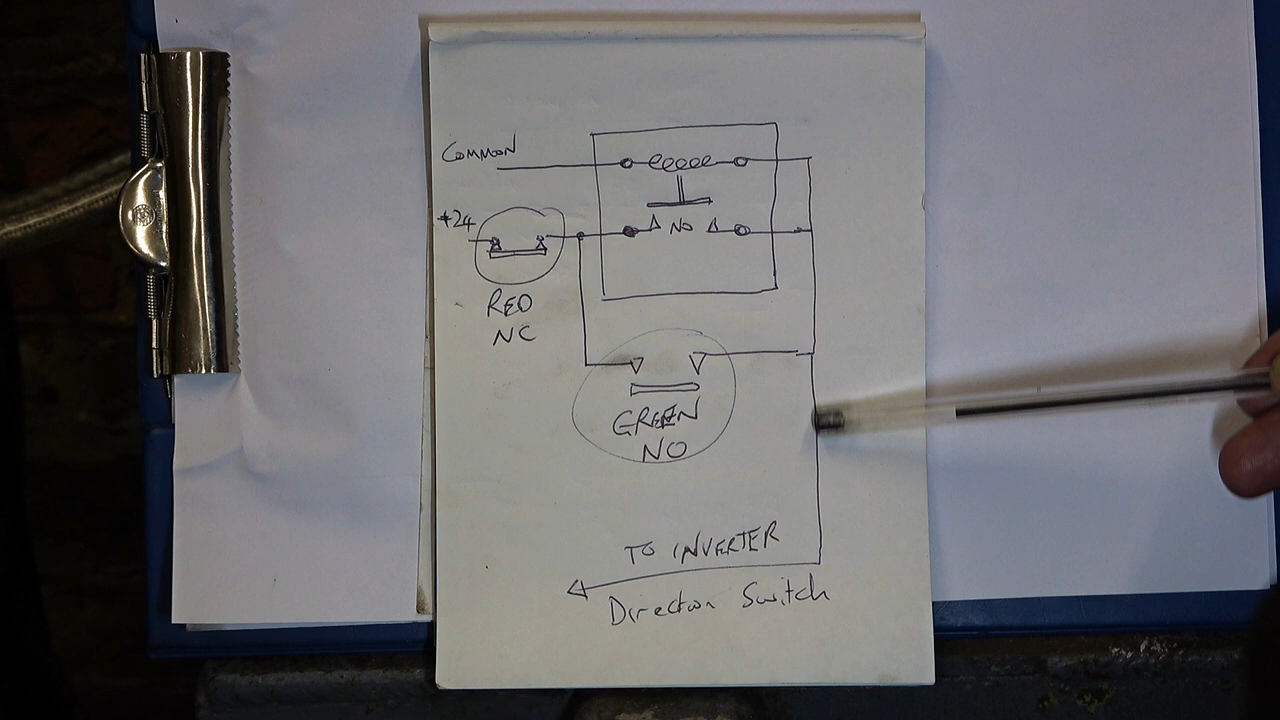 COMMON
+24
NO
RED
NC
GREEN
NO
TO INVERTER
Direction Switch